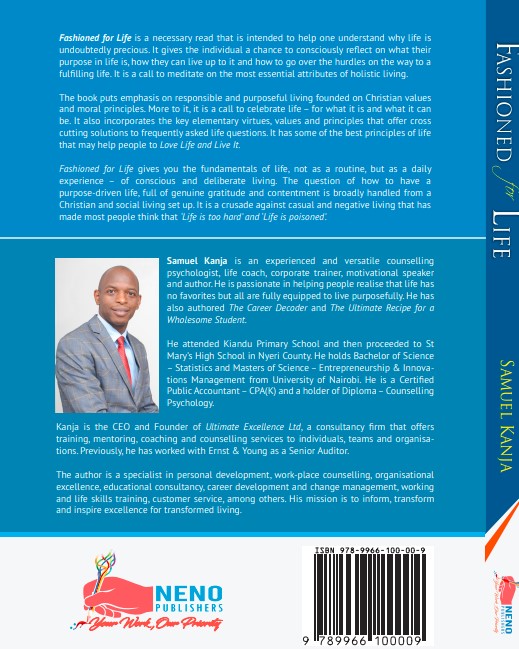 Fashioned for Life is a necessary read that is intended to help one understand why life is
undoubtedly precious. It gives the individual a chance to consciously reflect on what their
purpose in life is, how they can live up to it and how to go over the hurdles on the way to a
fulfilling life. It is a call to meditate on the most essential attributes of holistic living.
The book puts emphasis on responsible and purposeful living founded on Christian values
and moral principles. More to it, it is a call to celebrate life – for what it is and what it can
be. It also incorporates the key elementary virtues, values and principles that offer cross
cutting solutions to frequently asked life questions. It has some of the best principles of life
that may help people to Love Life and Live It.
Fashioned for Life gives you the fundamentals of life, not as a routine, but as a daily
experience – of conscious and deliberate living. The question of how to have a
purpose-driven life, full of genuine gratitude and contentment is broadly handled from a
Christian and social living set up. It is a crusade against casual and negative living that has
made most people think that 'Life is too hard' and 'Life is poisoned'.
Samuel Kanja is an experienced and versatile counselling
psychologist, life coach, corporate trainer, motivational speaker
and author. He is passionate in helping people realise that life has
no favorites but all are fully equipped to live purposefully. He has
also authored The Career Decoder and The Ultimate Recipe for a
Wholesome Student.
He attended Kiandu Primary School and then proceeded to St
Mary's High School in Nyeri County. He holds Bachelor of Science
– Statistics and Masters of Science – Entrepreneurship & Innova-
tions Management from University of Nairobi. He is a Certified
Public Accountant – CPA(K) and a holder of Diploma – Counselling
Psychology.
Kanja is the CEO and Founder of Ultimate Excellence Ltd, a consultancy firm that offers
training, mentoring, coaching and counselling services to individuals, teams and organisa-
tions. Previously, he has worked with Ernst & Young as a Senior Auditor.
The author is a specialist in personal development, work-place counselling, organisational
excellence, educational consultancy, career development and change management, working
and life skills training, customer service, among others. His mission is to inform, transform
and inspire excellence for transformed living.
NENO
PUBLISHERS
Your Work, Our Priority
ISBN 978-9966-100-00-9
9 789966 100009
FASHIONED for LIFE
SAMUEL KANJA
NENO
PUBLISHERS
Your Work, Our Priority